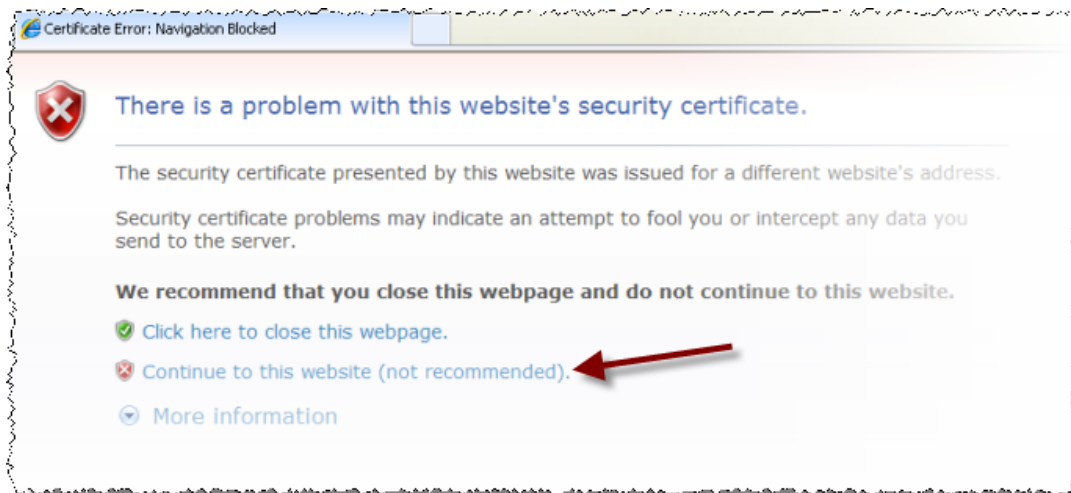 Certificate Error: Navigation Blocked
There is a problem with this website's security certificate.
The security certificate presented by this website was issued for a different website's address.
Security certificate problems may indicate an attempt to fool you or intercept any data you
send to the server.
We recommend that you close this webpage and do not continue to this website.
Click here to close this webpage.
Continue to this website (not recommended).
More information